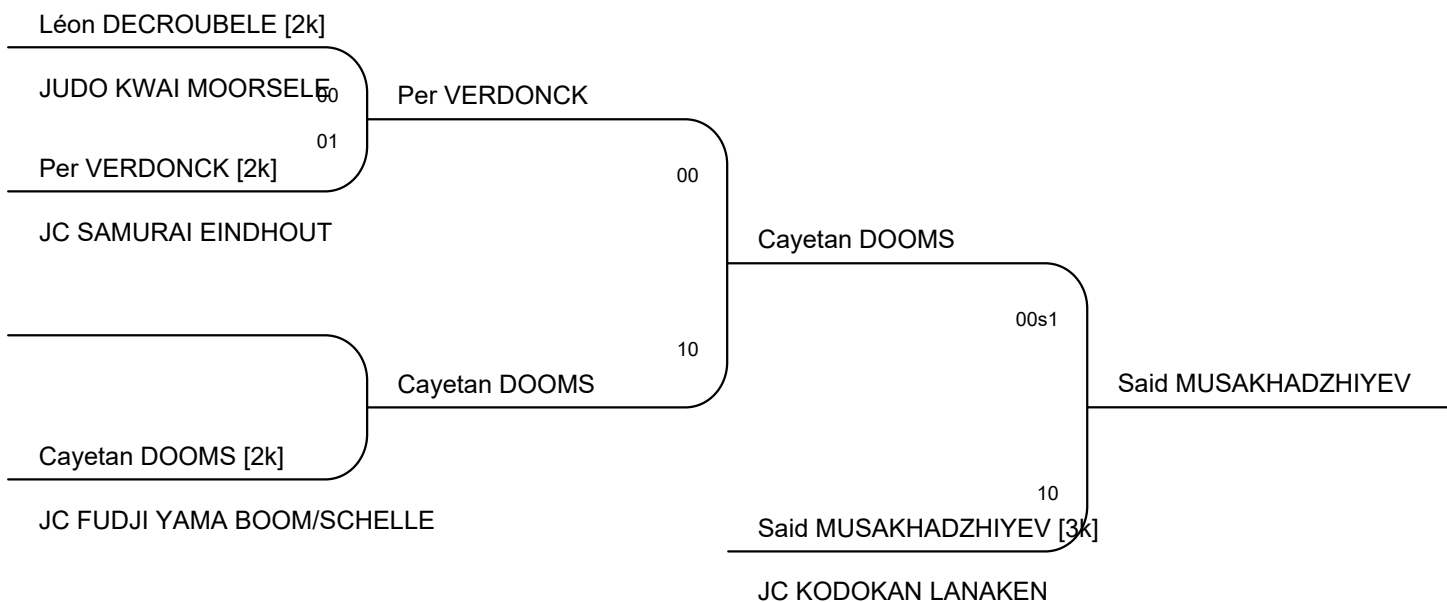 Léon DECROUBELE [2k]
JUDO KWAI MOORSELE
00
01
Per VERDONCK [2k]
JC SAMURAI EINDHOUT
Per VERDONCK
00
10
Cayetan DOOMS
Cayetan DOOMS [2k]
JC FUDJI YAMA BOOM/SCHELLE
Cayetan DOOMS
00s1
10
Said MUSAKHADZHIYEV [3k]
JC KODOKAN LANAKEN
Said MUSAKHADZHIYEV